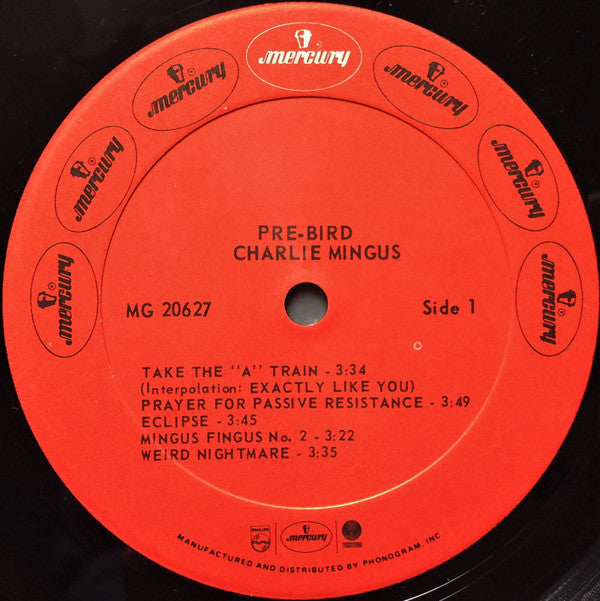 mercury
mercury
mercury
mercury
mercury
mercury
mercury
PRE-BIRD
CHARLIE MINGUS
MG 20627
Side 1
TAKE THE "A" TRAIN - 3:34
(Interpolation: EXACTLY LIKE YOU)
PRAYER FOR PASSIVE RESISTANCE - 3:49
ECLIPSE - 3:45
MINGUS FINGUS No. 2 - 3:22
WEIRD NIGHTMARE - 3:35
PHILIPS
mercury
MANUFACTURED AND DISTRIBUTED BY PHONOGRAM, INC.